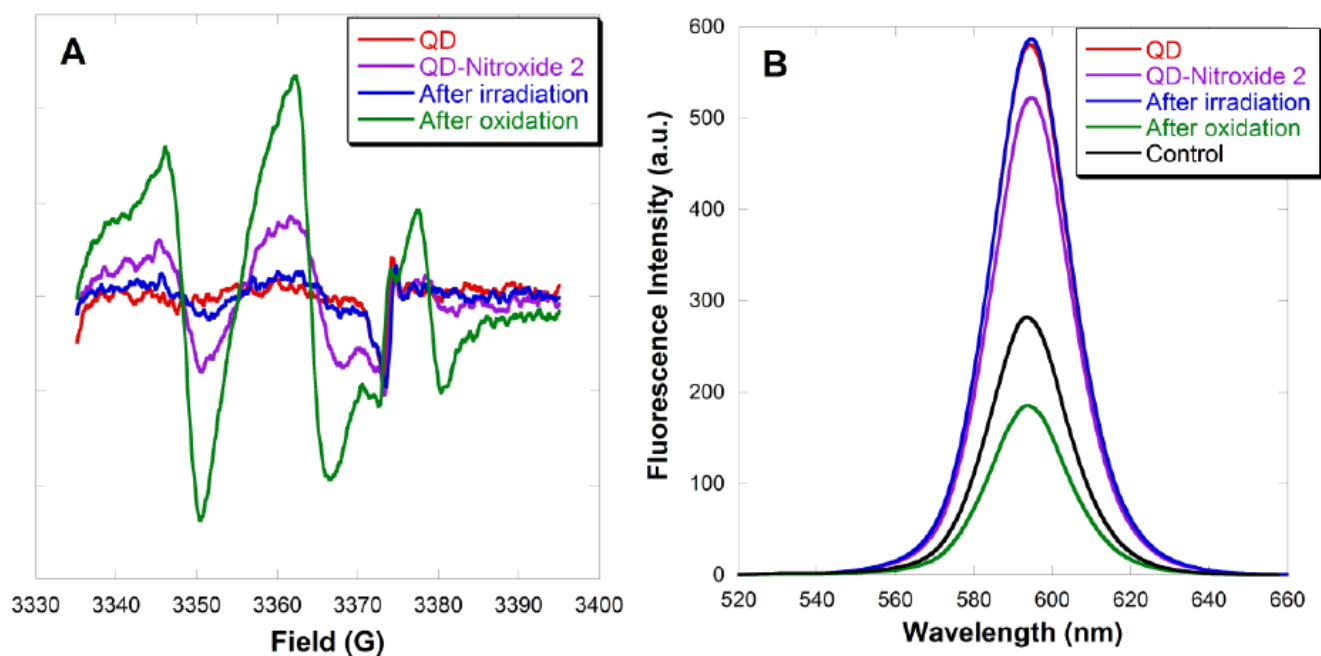 A
QD
QD-Nitroxide 2
After irradiation
After oxidation
3330 3340 3350 3360 3370 3380 3390 3400
Field (G)
B
QD
QD-Nitroxide 2
After irradiation
After oxidation
Control
600
500
400
300
200
100
0
Fluorescence Intensity (a.u.)
520 540 560 580 600 620 640 660
Wavelength (nm)